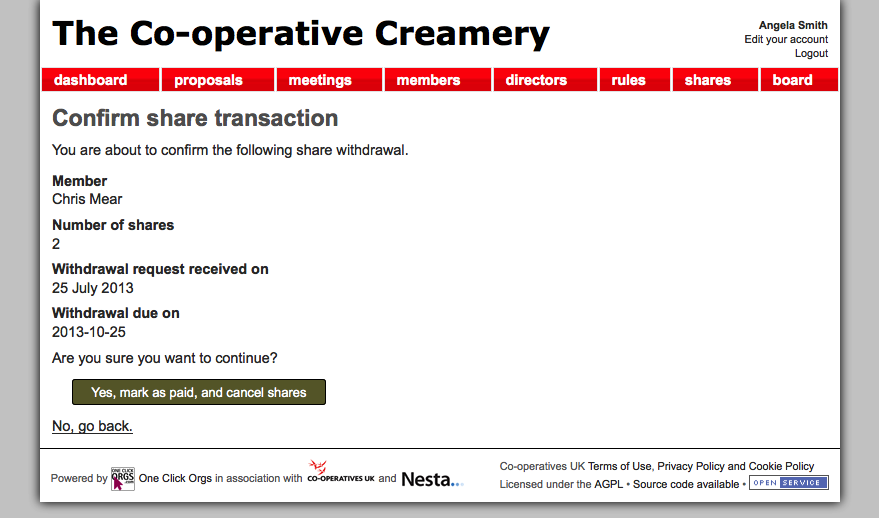 The Co-operative Creamery
Angela Smith
Edit your account
Logout
dashboard proposals meetings members directors rules shares board
Confirm share transaction
You are about to confirm the following share withdrawal.
Member
Chris Mear
Number of shares
2
Withdrawal request received on
25 July 2013
Withdrawal due on
2013-10-25
Are you sure you want to continue?
Yes, mark as paid, and cancel shares
No, go back.
Powered by ONE CLICK ORGS .com One Click Orgs in association with CO-OPERATIVES UK and Nesta...
Co-operatives UK Terms of Use, Privacy Policy and Cookie Policy
Licensed under the AGPL • Source code available • OPEN SERVICE